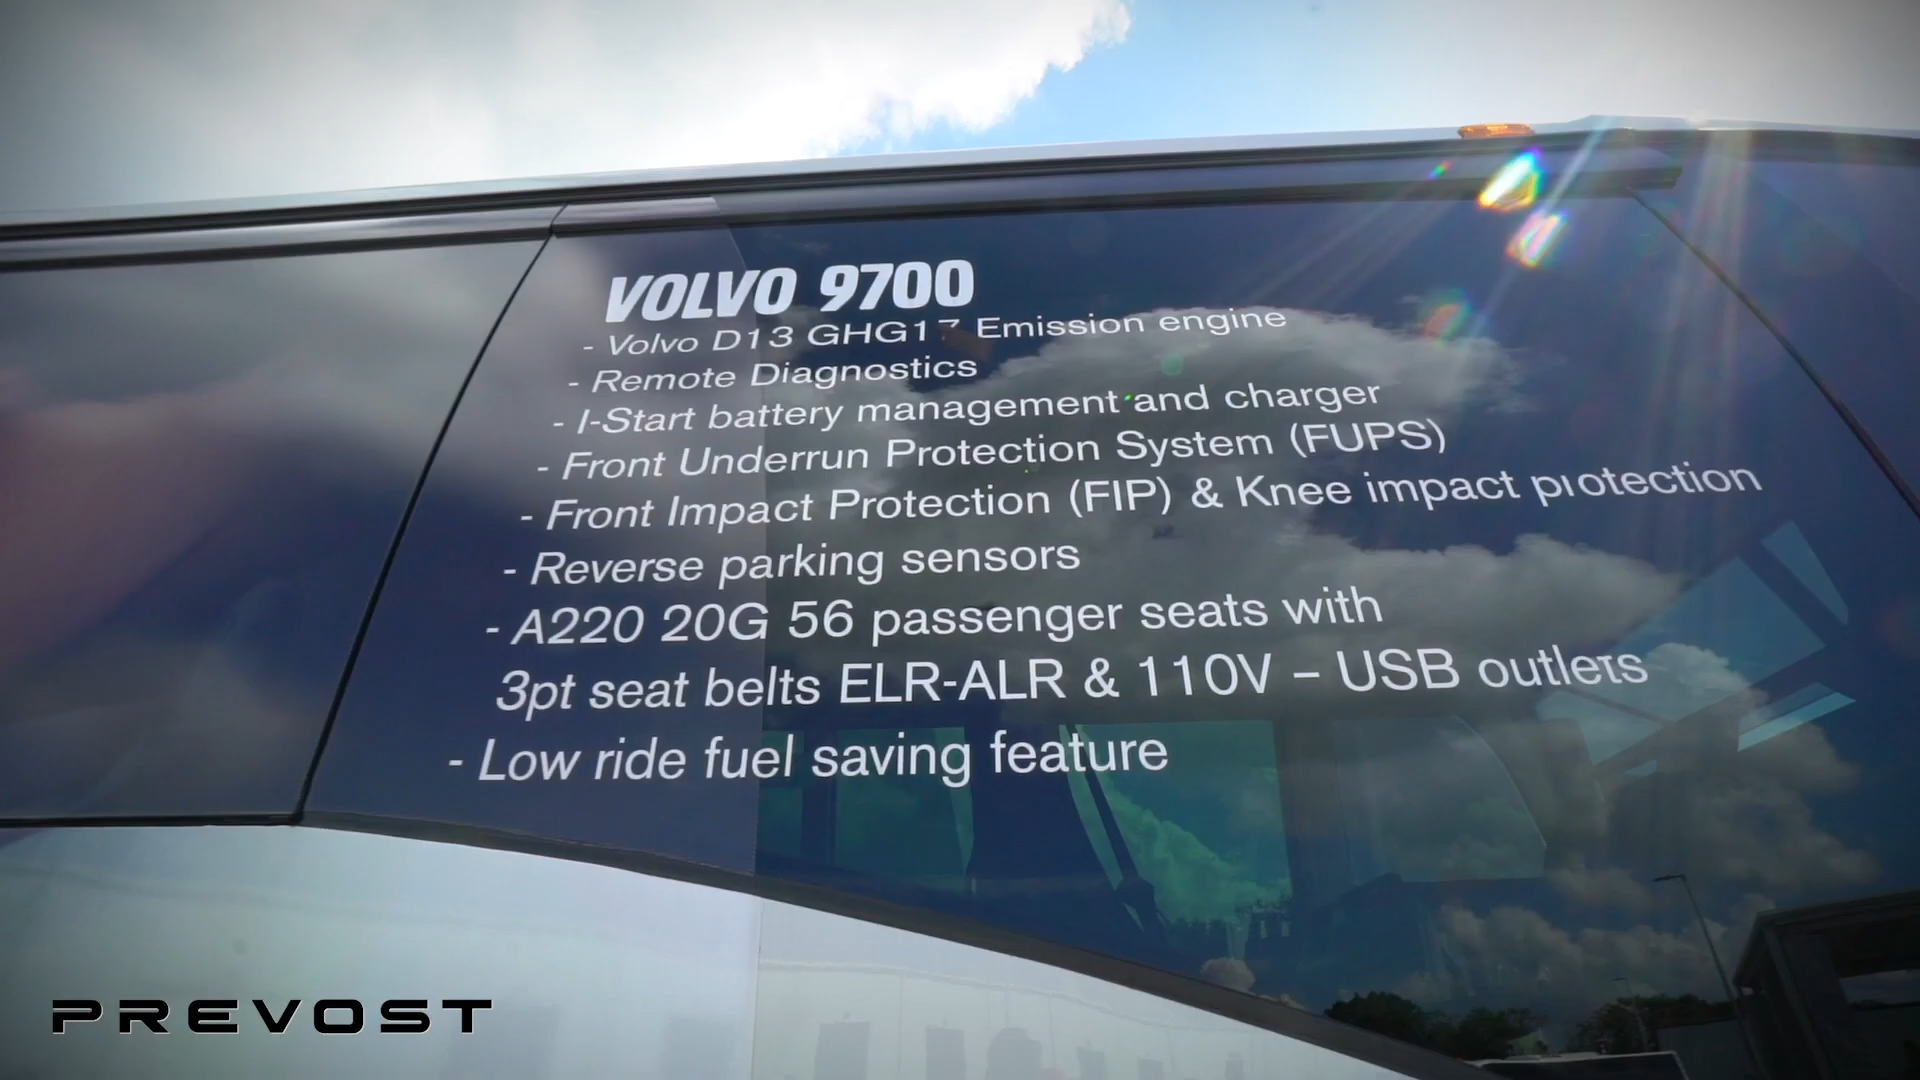 VOLVO 9700
- Volvo D13 GHG17 Emission engine
- Remote Diagnostics
- I-Start battery management and charger
- Front Underrun Protection System (FUPS)
- Front Impact Protection (FIP) & Knee impact protection
- Reverse parking sensors
- A220 20G 56 passenger seats with
3pt seat belts ELR-ALR & 110V – USB outlets
- Low ride fuel saving feature
PREVOST